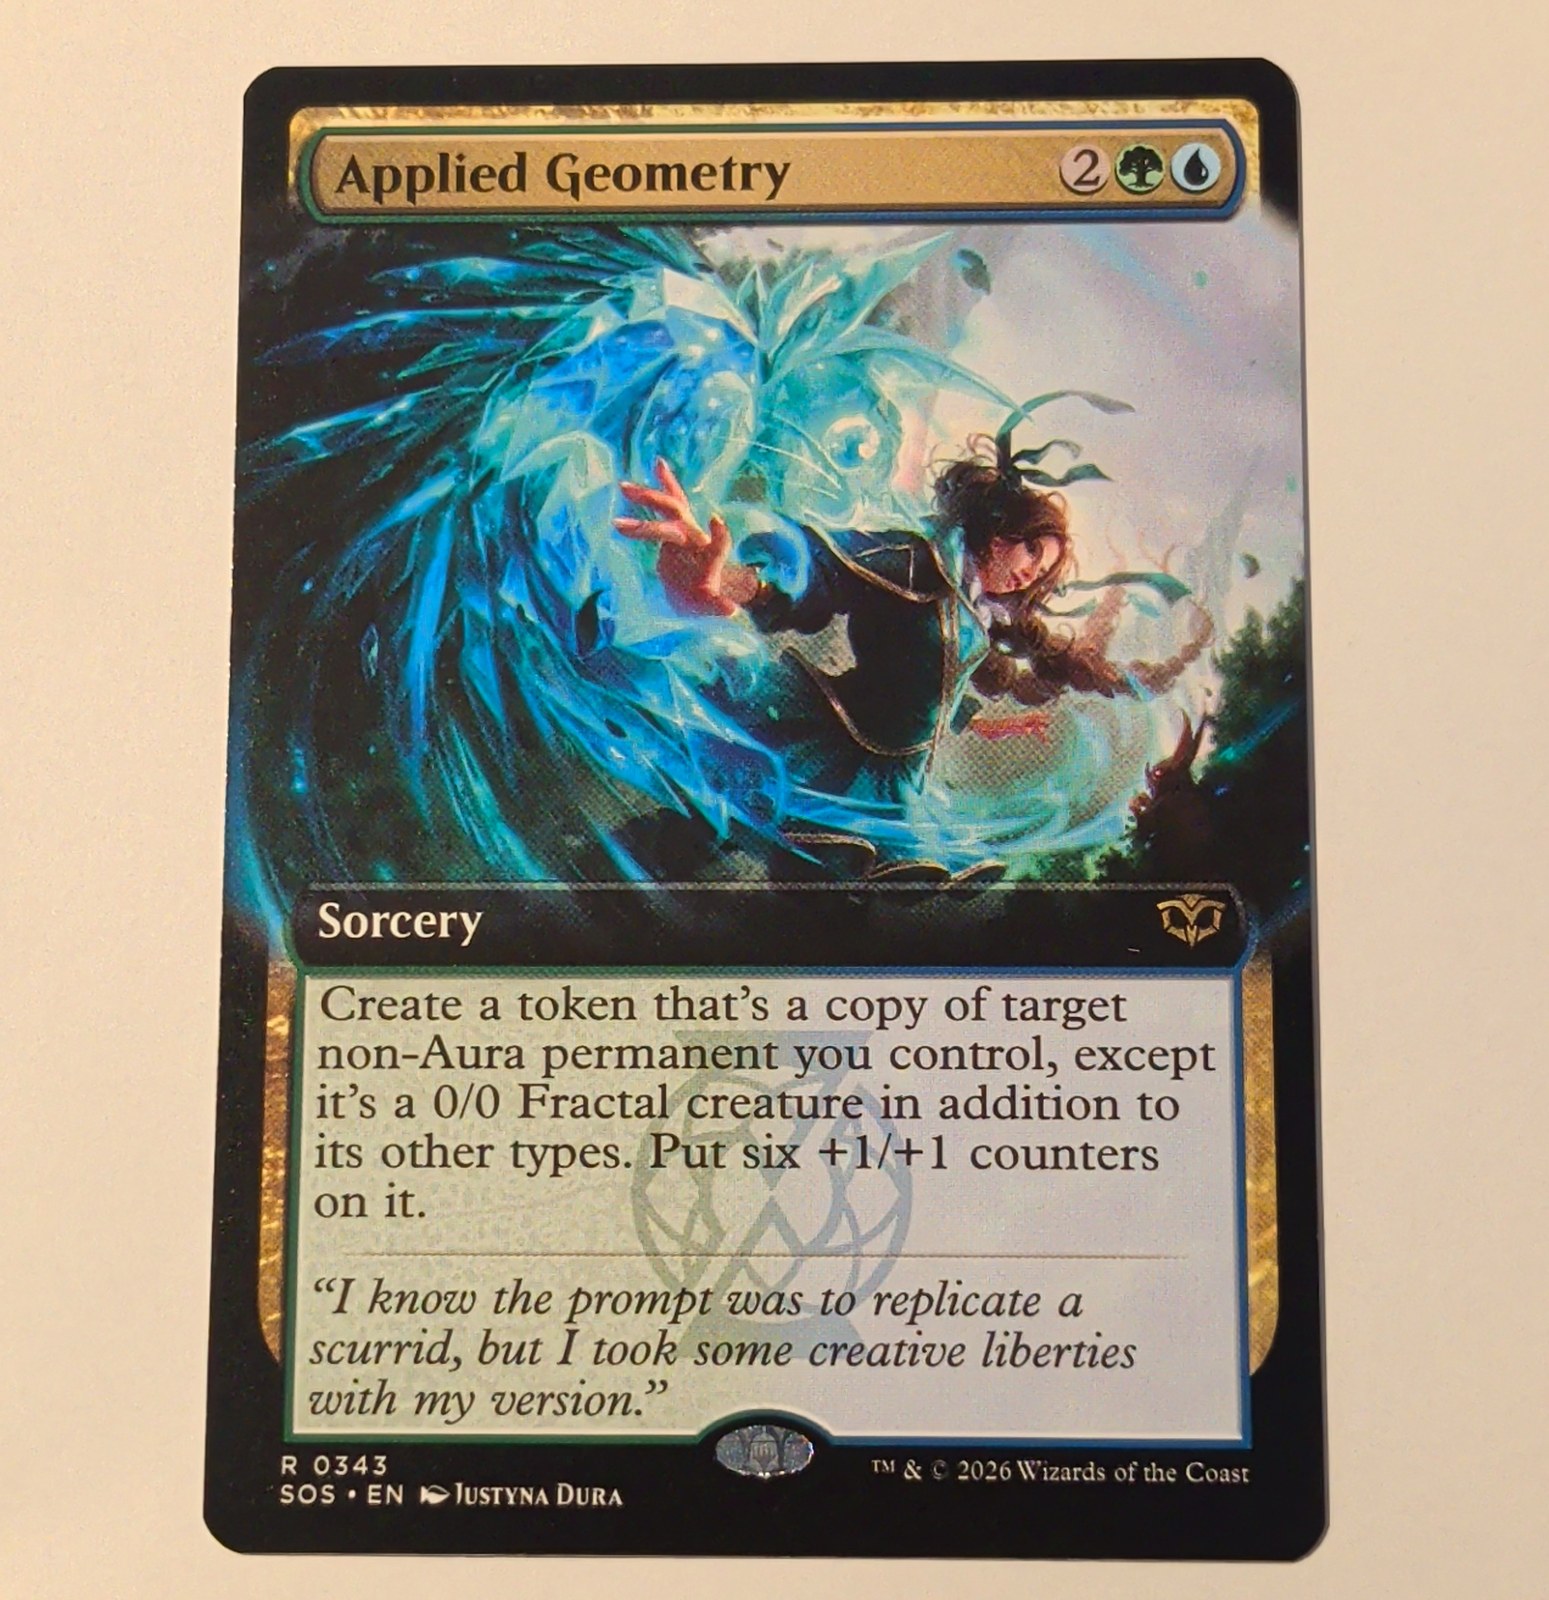 Applied Geometry 2
Sorcery
Create a token that's a copy of target
non-Aura permanent you control, except
it's a 0/0 Fractal creature in addition to
its other types. Put six +1/+1 counters
on it.
“I know the prompt was to replicate a
scurrid, but I took some creative liberties
with my version.”
R 0343
SOS • EN JUSTYNA DURA
™ & © 2026 Wizards of the Coast